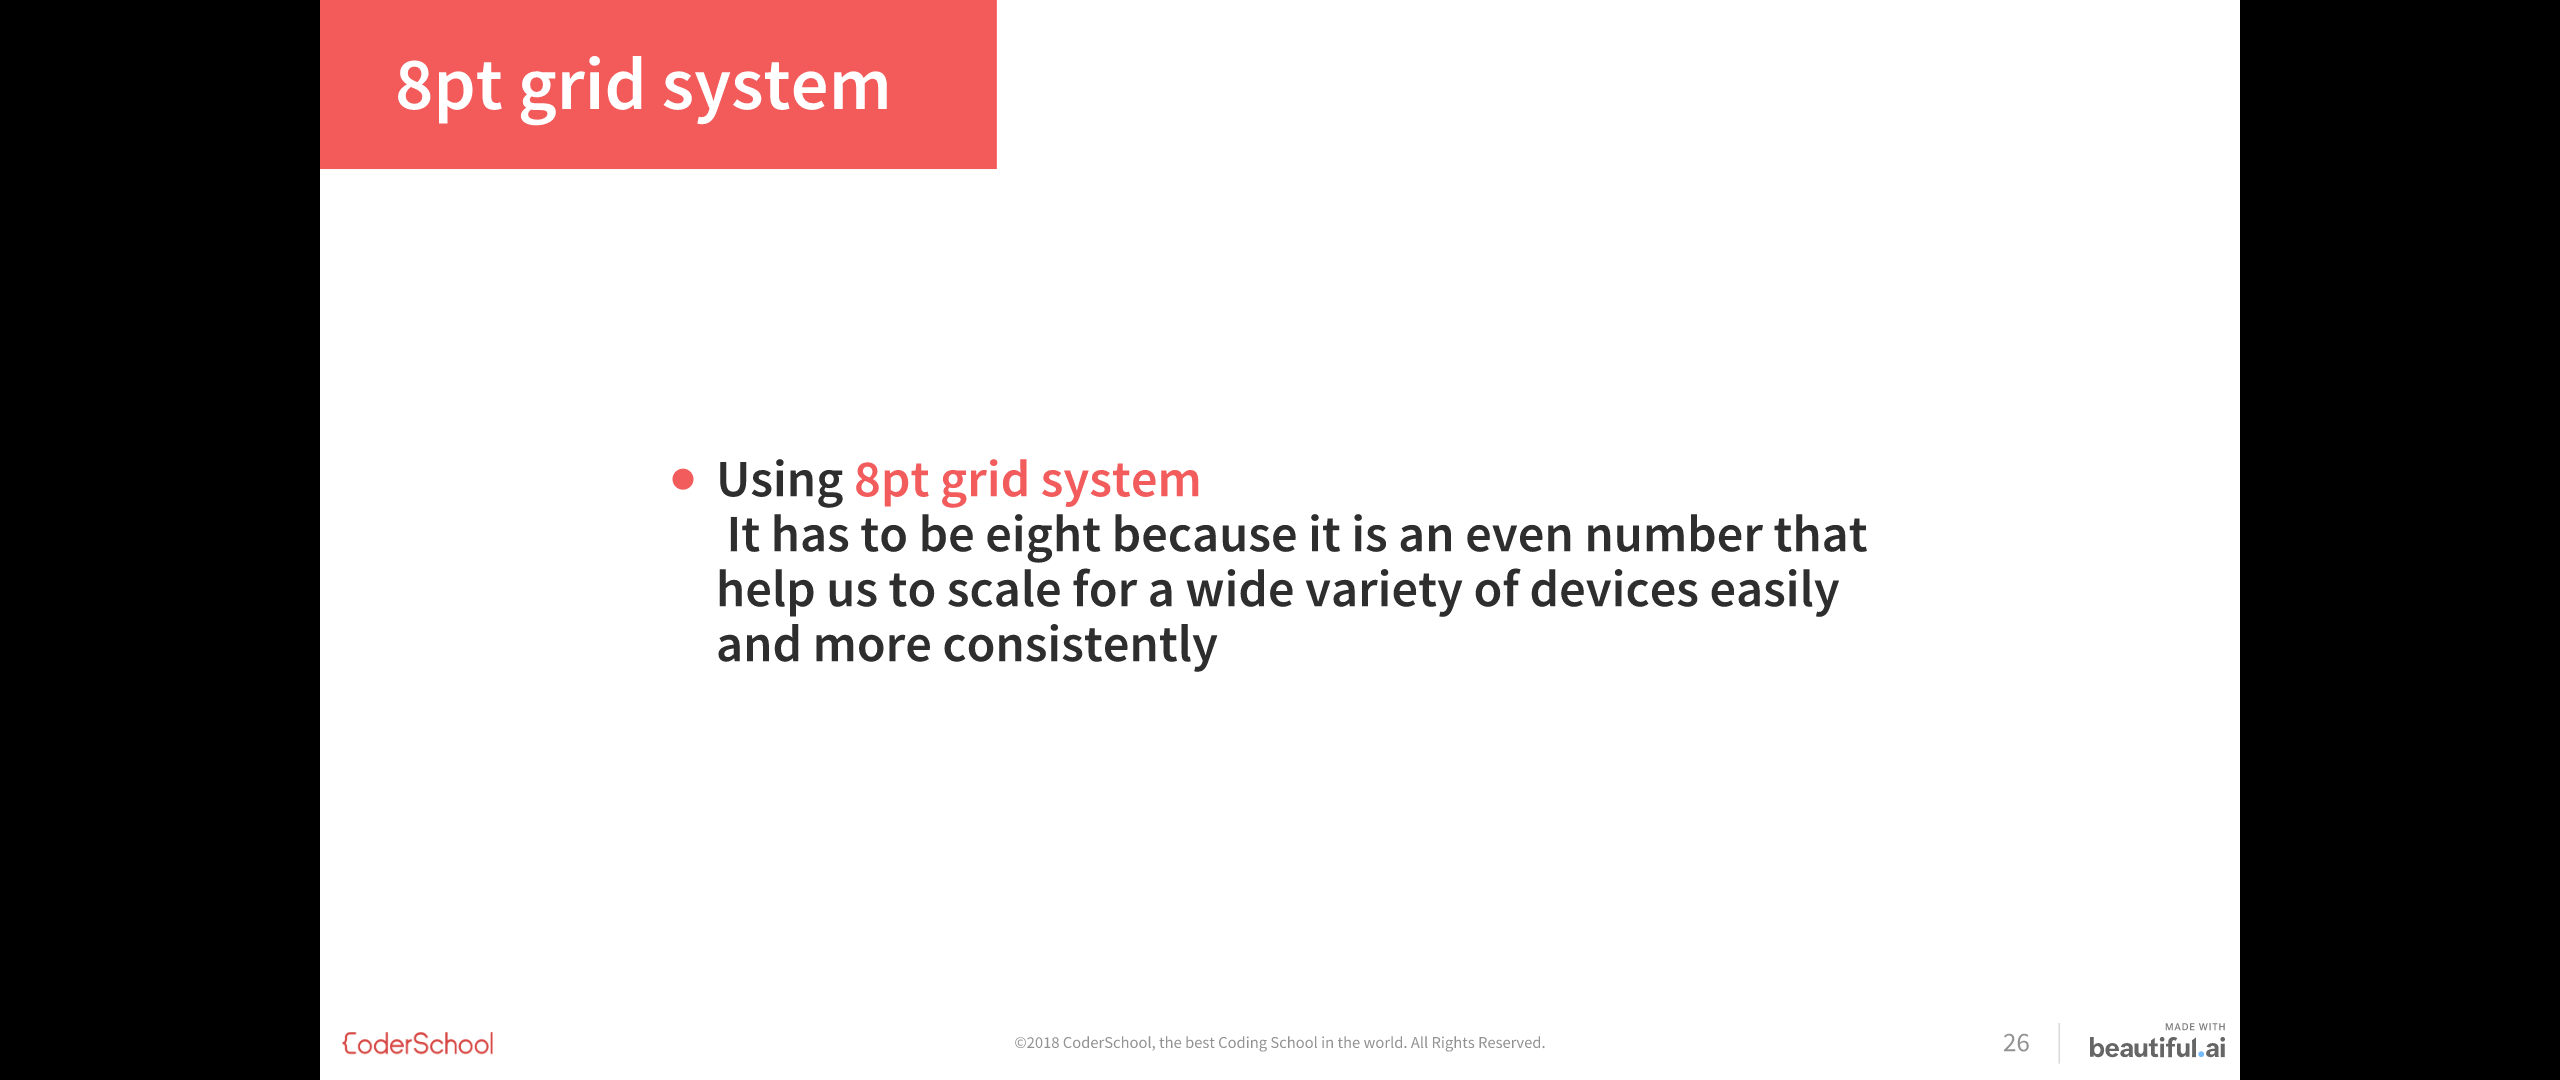 8pt grid system
Using 8pt grid system
It has to be eight because it is an even number that
help us to scale for a wide variety of devices easily
and more consistently
CoderSchool
©2018 CoderSchool, the best Coding School in the world. All Rights Reserved.
26
MADE WITH
beautiful.ai